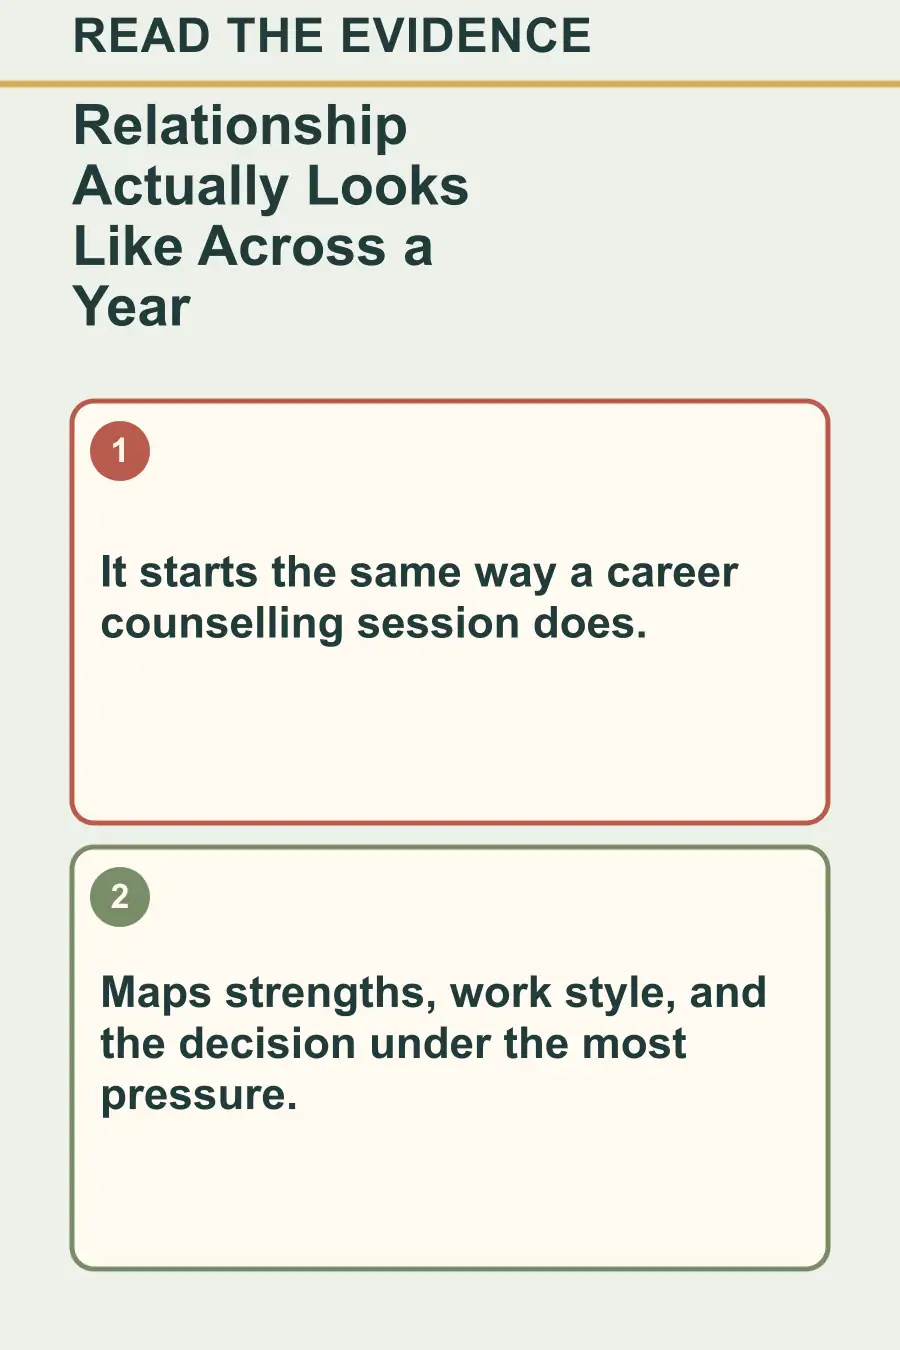 READ THE EVIDENCE
Relationship
Actually Looks
Like Across a
Year
1
It starts the same way a career
counselling session does.
2
Maps strengths, work style, and
the decision under the most
pressure.